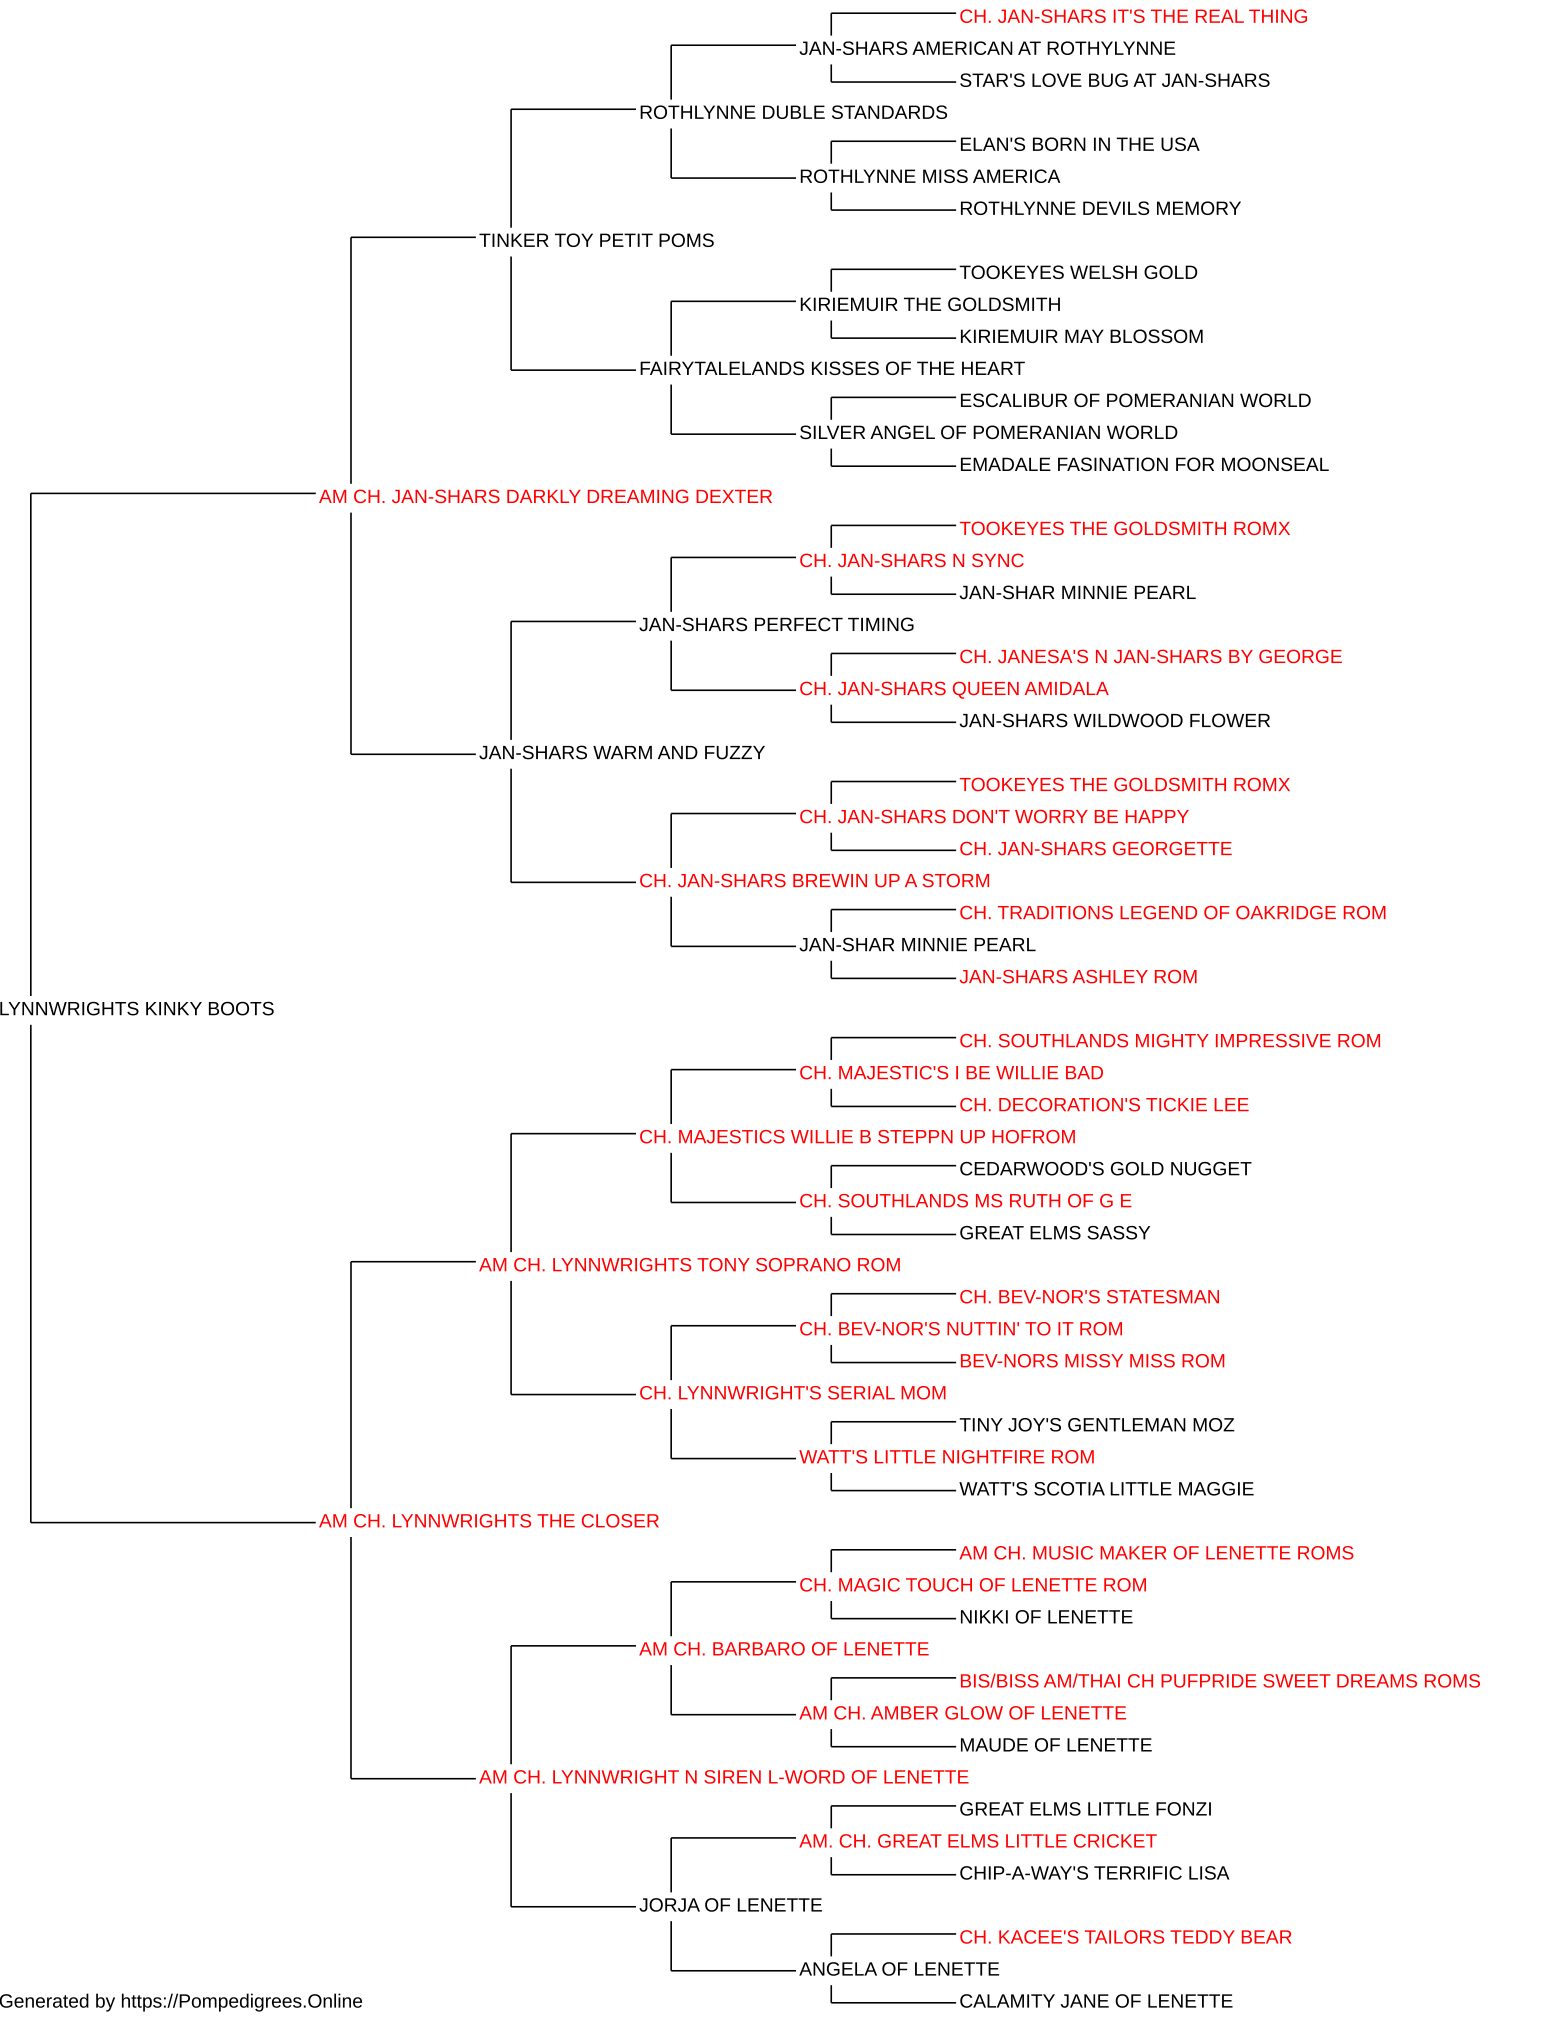 CH. JAN-SHARS IT'S THE REAL THING
JAN-SHARS AMERICAN AT ROTHYLYNNE
STAR'S LOVE BUG AT JAN-SHARS
ROTHLYNNE DUBLE STANDARDS
ELAN'S BORN IN THE USA
ROTHLYNNE MISS AMERICA
ROTHLYNNE DEVILS MEMORY
TINKER TOY PETIT POMS
TOOKEYES WELSH GOLD
KIRIEMUIR THE GOLDSMITH
KIRIEMUIR MAY BLOSSOM
FAIRYTALELANDS KISSES OF THE HEART
ESCALIBUR OF POMERANIAN WORLD
SILVER ANGEL OF POMERANIAN WORLD
EMADALE FASINATION FOR MOONSEAL
AM CH. JAN-SHARS DARKLY DREAMING DEXTER
TOOKEYES THE GOLDSMITH ROMX
CH. JAN-SHARS N SYNC
JAN-SHAR MINNIE PEARL
JAN-SHARS PERFECT TIMING
CH. JANESA'S N JAN-SHARS BY GEORGE
CH. JAN-SHARS QUEEN AMIDALA
JAN-SHARS WILDWOOD FLOWER
JAN-SHARS WARM AND FUZZY
TOOKEYES THE GOLDSMITH ROMX
CH. JAN-SHARS DON'T WORRY BE HAPPY
CH. JAN-SHARS GEORGETTE
CH. JAN-SHARS BREWIN UP A STORM
CH. TRADITIONS LEGEND OF OAKRIDGE ROM
JAN-SHAR MINNIE PEARL
JAN-SHARS ASHLEY ROM
LYNNWRIGHTS KINKY BOOTS
CH. SOUTHLANDS MIGHTY IMPRESSIVE ROM
CH. MAJESTIC'S I BE WILLIE BAD
CH. DECORATION'S TICKIE LEE
CH. MAJESTICS WILLIE B STEPPN UP HOFROM
CEDARWOOD'S GOLD NUGGET
CH. SOUTHLANDS MS RUTH OF G E
GREAT ELMS SASSY
AM CH. LYNNWRIGHTS TONY SOPRANO ROM
CH. BEV-NOR'S STATESMAN
CH. BEV-NOR'S NUTTIN' TO IT ROM
BEV-NORS MISSY MISS ROM
CH. LYNNWRIGHT'S SERIAL MOM
TINY JOY'S GENTLEMAN MOZ
WATT'S LITTLE NIGHTFIRE ROM
WATT'S SCOTIA LITTLE MAGGIE
AM CH. LYNNWRIGHTS THE CLOSER
AM CH. MUSIC MAKER OF LENETTE ROMS
CH. MAGIC TOUCH OF LENETTE ROM
NIKKI OF LENETTE
AM CH. BARBARO OF LENETTE
BIS/BISS AM/THAI CH PUFPRIDE SWEET DREAMS ROMS
AM CH. AMBER GLOW OF LENETTE
MAUDE OF LENETTE
AM CH. LYNNWRIGHT N SIREN L-WORD OF LENETTE
GREAT ELMS LITTLE FONZI
AM. CH. GREAT ELMS LITTLE CRICKET
CHIP-A-WAY'S TERRIFIC LISA
JORJA OF LENETTE
CH. KACEE'S TAILORS TEDDY BEAR
ANGELA OF LENETTE
CALAMITY JANE OF LENETTE
Generated by https://Pompedigrees.Online